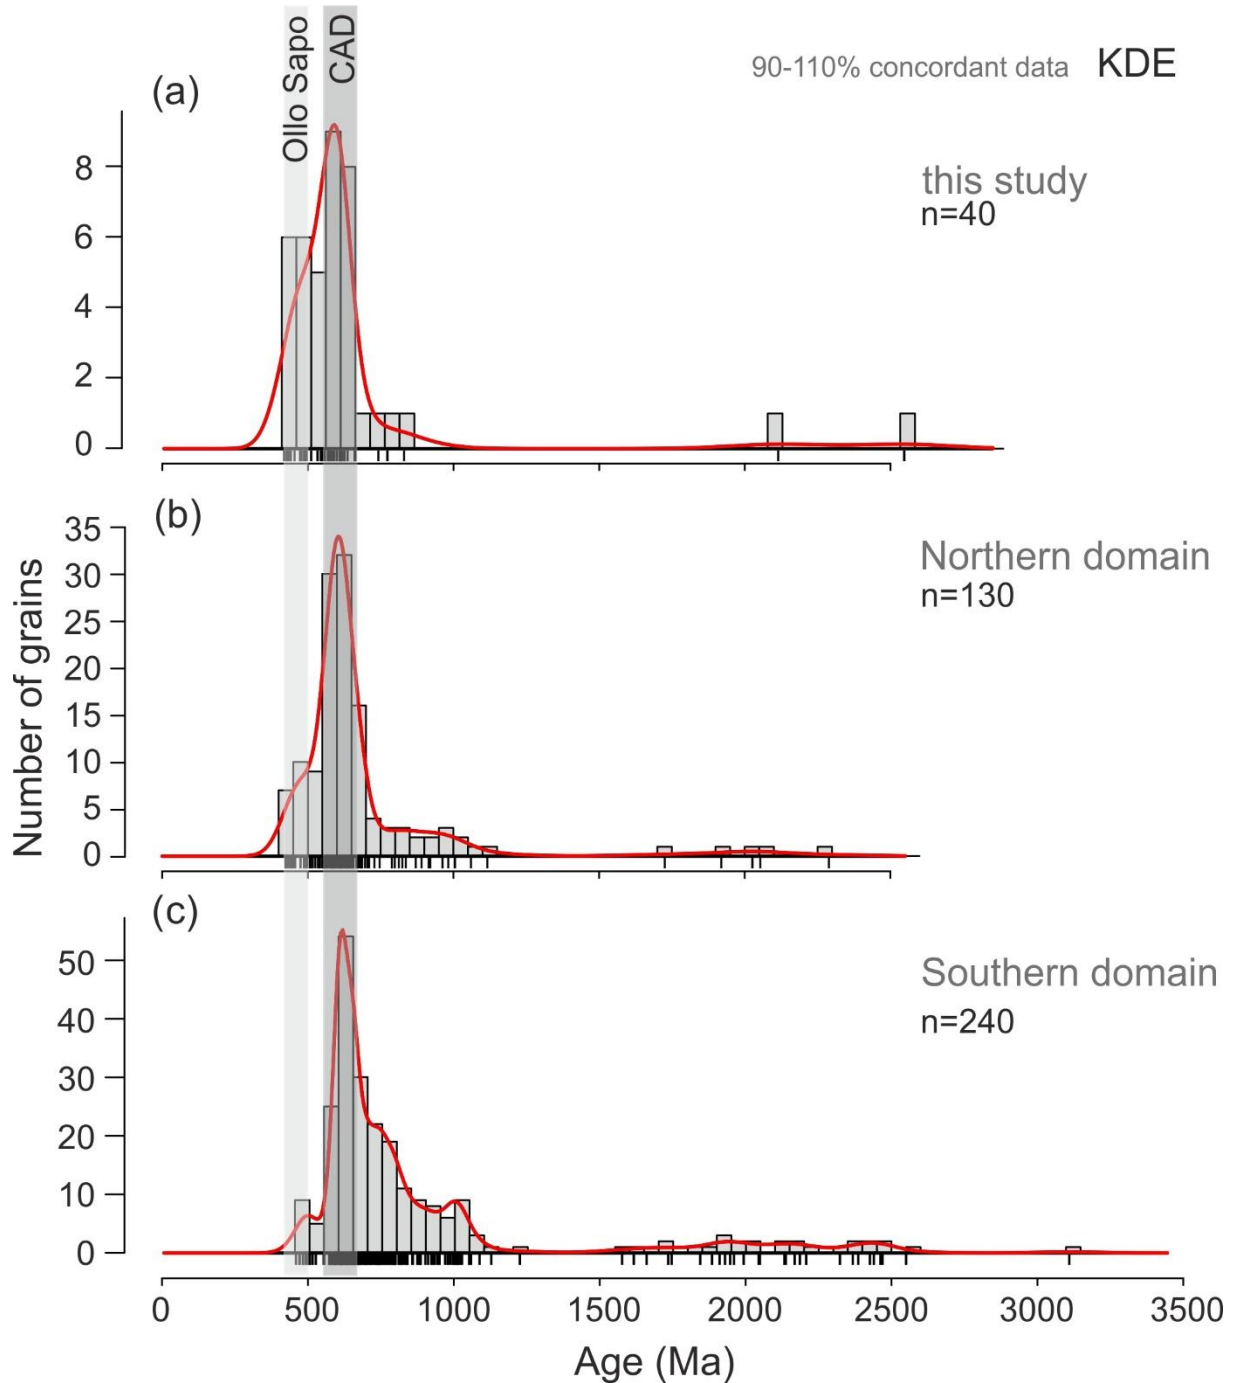 Ollo Sapo
CAD
90-110% concordant data KDE
(a)
this study
n=40
8
6
4
2
0
(b)
Northern domain
n=130
35
30
25
20
15
10
5
0
Number of grains
(c)
Southern domain
n=240
50
40
30
20
10
0
0 500 1000 1500 2000 2500 3000 3500
Age (Ma)